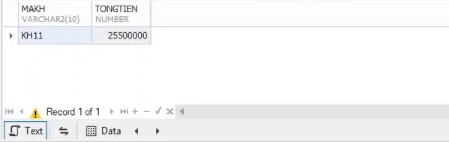 MAKH TONGTIEN
VARCHAR2(10) NUMBER
KH11 25500000
Record 1 of 1
Text Data